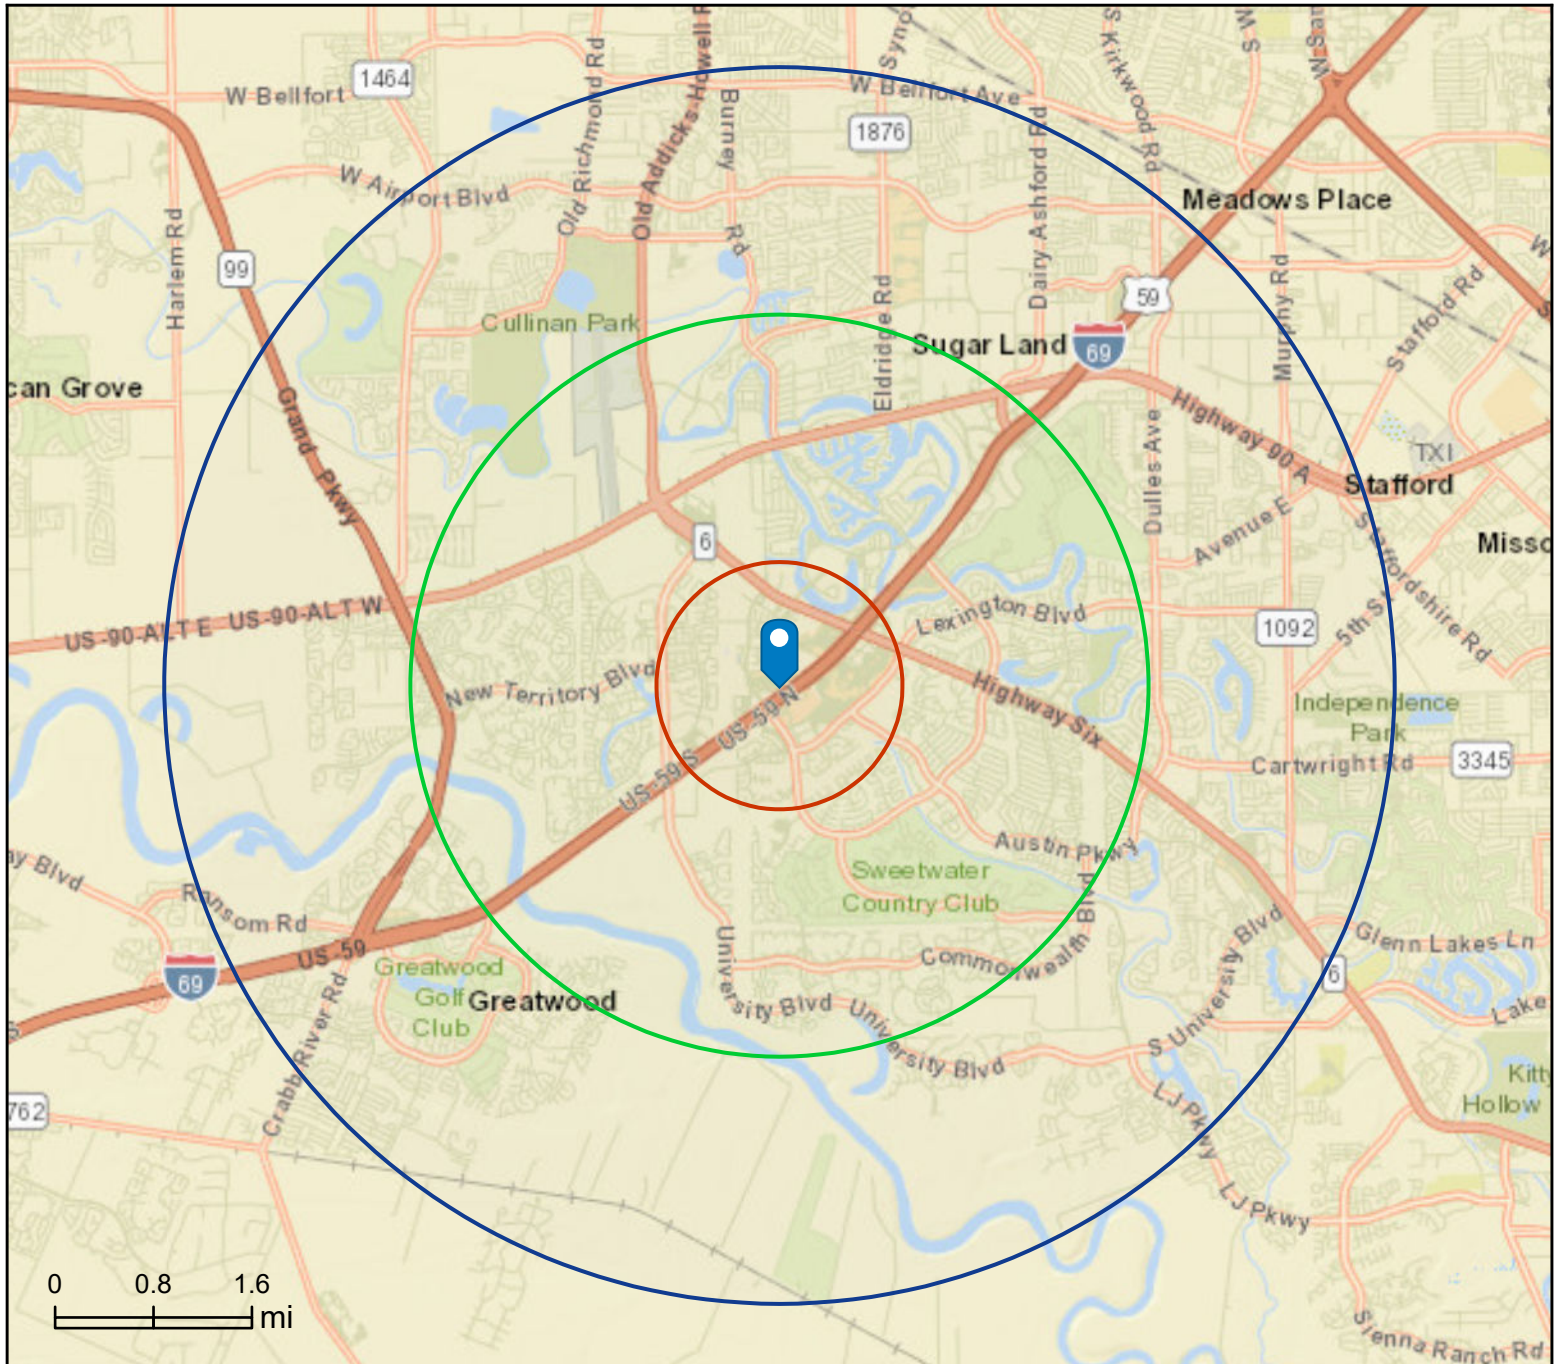 1464
W Bellfort
Old Richmond Rd
Old Addicks-Howell
Burney
Rd
W Bellfort Ave
1876
S Kirkwood Rd
W Airport Blvd
Dairy Ashford Rd
Meadows Place
Harlem Rd
99
59
Cullinan Park
Eldridge Rd
Sugar Land
69
Murphy Rd
Stafford Rd
can Grove
Grand Pkwy
Dulles Ave
Highway 90 A
TXI
Stafford
6
Avenue E
Misso
Staffordshire Rd
US-90-ALT E
US-90-ALT W
Lexington Blvd
1092
5th St
New Territory Blvd
US-59 N
US-59 S
Highway Six
Independence
Park
Cartwright Rd
3345
Austin Pkwy
ay Blvd
Ransom Rd
Sweetwater
Country Club
US-59
69
Greatwood
Golf
Club
Greatwood
University Blvd
Commonwealth Blvd
University Blvd
S University Blvd
Glenn Lakes Ln
6
Lake
Crabb River Rd
762
LJ Pkwy
Kitty
Hollow
LJ Pkwy
0 0.8 1.6
mi
Sienna Ranch Rd